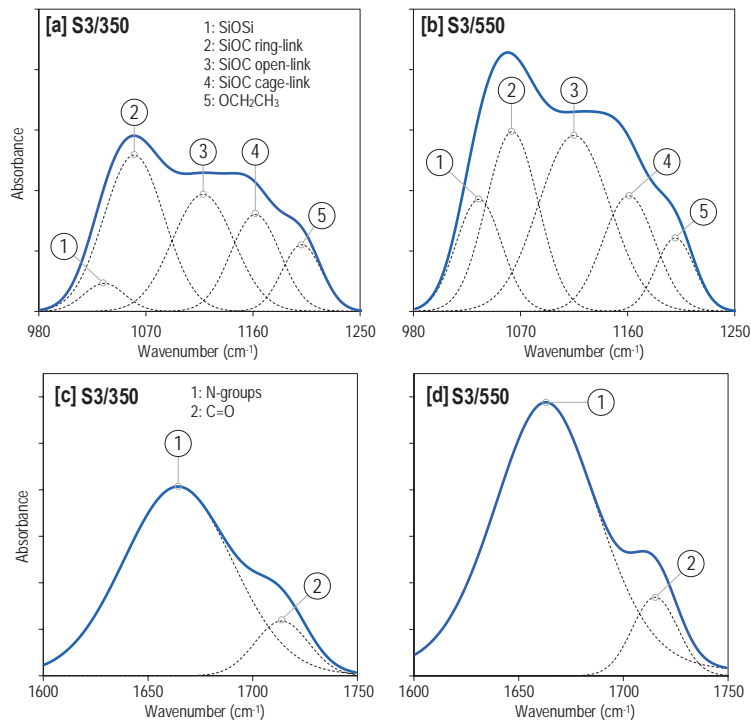 [a] S3/350
1: SiOSi
2: SiOC ring-link
3: SiOC open-link
4: SiOC cage-link
5: OCH₂CH₃
1
2
3
4
5
Absorbance
980 1070 1160 1250
Wavenumber (cm⁻¹)
[b] S3/550
1
2
3
4
5
980 1070 1160 1250
Wavenumber (cm⁻¹)
[c] S3/350
1: N-groups
2: C=O
1
2
Absorbance
1600 1650 1700 1750
Wavenumber (cm⁻¹)
[d] S3/550
1
2
1600 1650 1700 1750
Wavenumber (cm⁻¹)